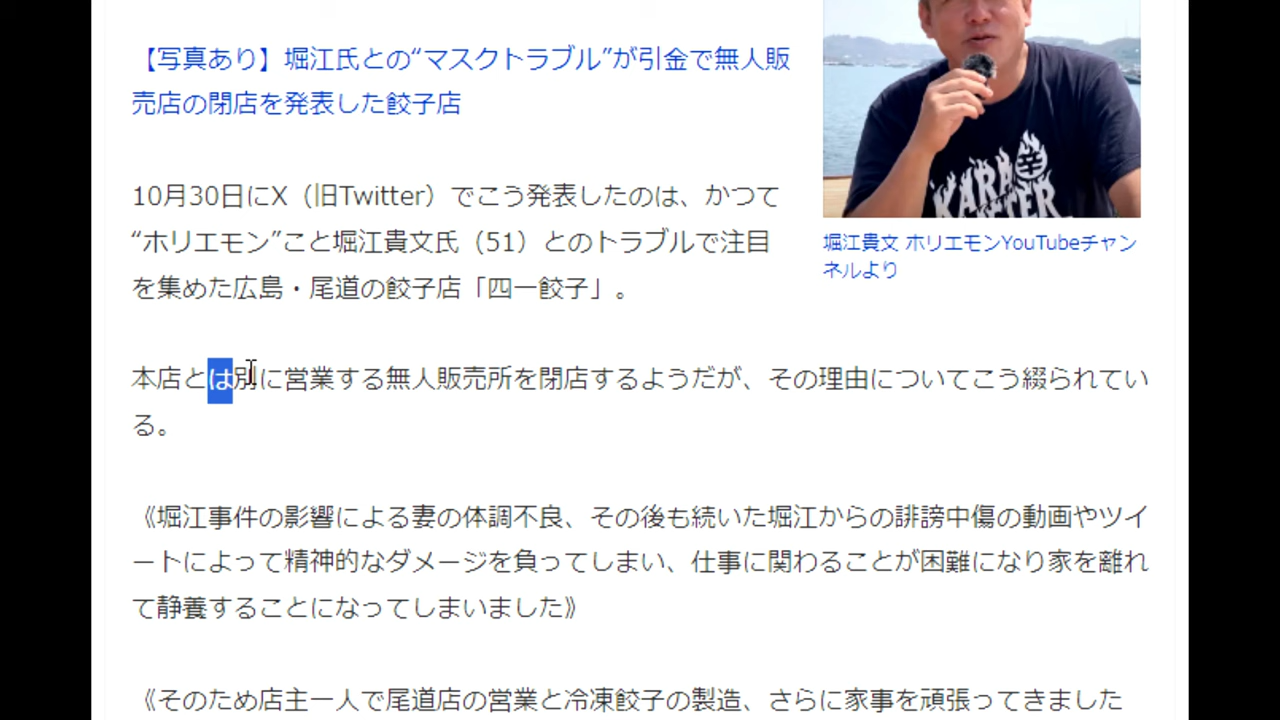 【写真あり】堀江氏との“マスクトラブル”が引金で無人販
売店の閉店を発表した餃子店
10月30日にX（旧Twitter）でこう発表したのは、かつて
“ホリエモン”こと堀江貴文氏（51）とのトラブルで注目
を集めた広島・尾道の餃子店「四一餃子」。
堀江貴文 ホリエモンYouTubeチャン
ネルより
本店とは別に営業する無人販売所を閉店するようだが、その理由についてこう綴られてい
る。
《堀江事件の影響による妻の体調不良、その後も続いた堀江からの誹謗中傷の動画やツイ
ートによって精神的なダメージを負ってしまい、仕事に関わることが困難になり家を離れ
て静養することになってしまいました》
《そのため店主一人で尾道店の営業と冷凍餃子の製造、さらに家事を頑張ってきました